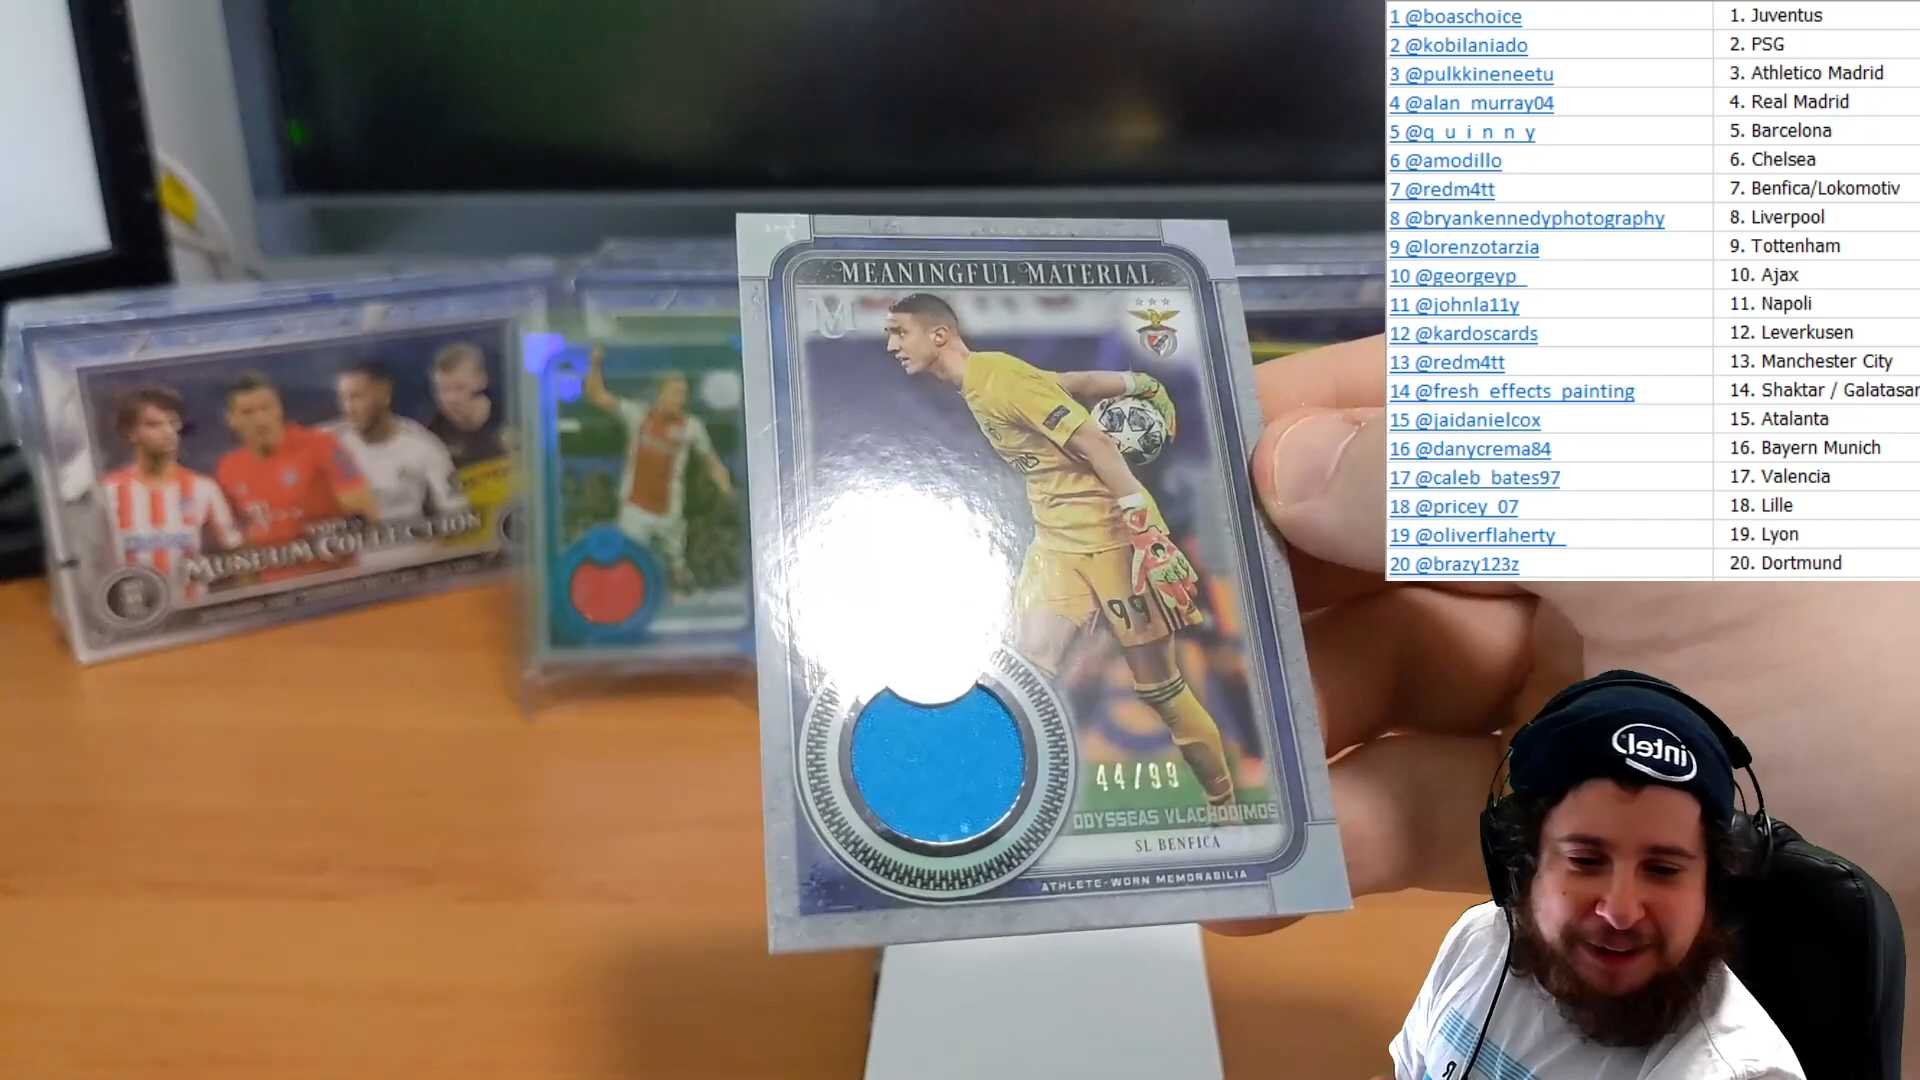 1 @boaschoice 1. Juventus
2 @kobilaniado 2. PSG
3 @pulkkineneetu 3. Athletico Madrid
4 @alan_murray04 4. Real Madrid
5 @q_u_i_n_n_y 5. Barcelona
6 @amodillo 6. Chelsea
7 @redm4tt 7. Benfica/Lokomotiv
8 @bryankennedyphotography 8. Liverpool
9 @lorenzotarzia 9. Tottenham
10 @georgeyp_ 10. Ajax
11 @johnla11y 11. Napoli
12 @kardoscards 12. Leverkusen
13 @redm4tt 13. Manchester City
14 @fresh_effects_painting 14. Shaktar / Galatasar
15 @jaidanielcox 15. Atalanta
16 @danycrema84 16. Bayern Munich
17 @caleb_bates97 17. Valencia
18 @pricey_07 18. Lille
19 @oliverflaherty_ 19. Lyon
20 @brazy123z 20. Dortmund
MEANINGFUL MATERIAL
M
99
44/99
ODYSSEAS VLACHODIMOS
SL BENFICA
ATHLETE-WORN MEMORABILIA
MUSEUM COLLECTION
intel